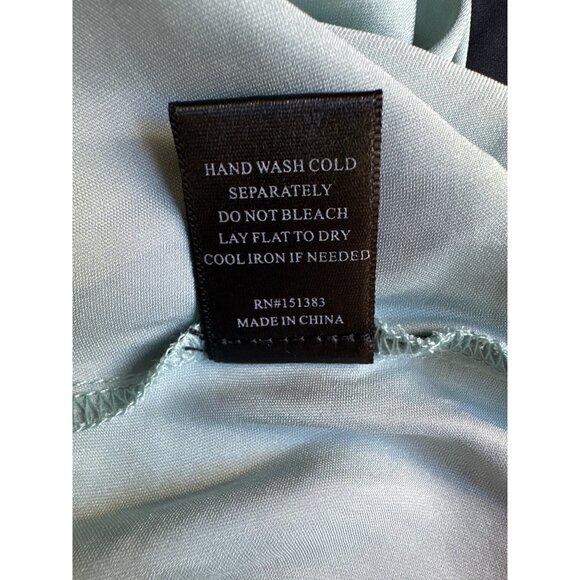 HAND WASH COLD
SEPARATELY
DO NOT BLEACH
LAY FLAT TO DRY
COOL IRON IF NEEDED
RN#151383
MADE IN CHINA